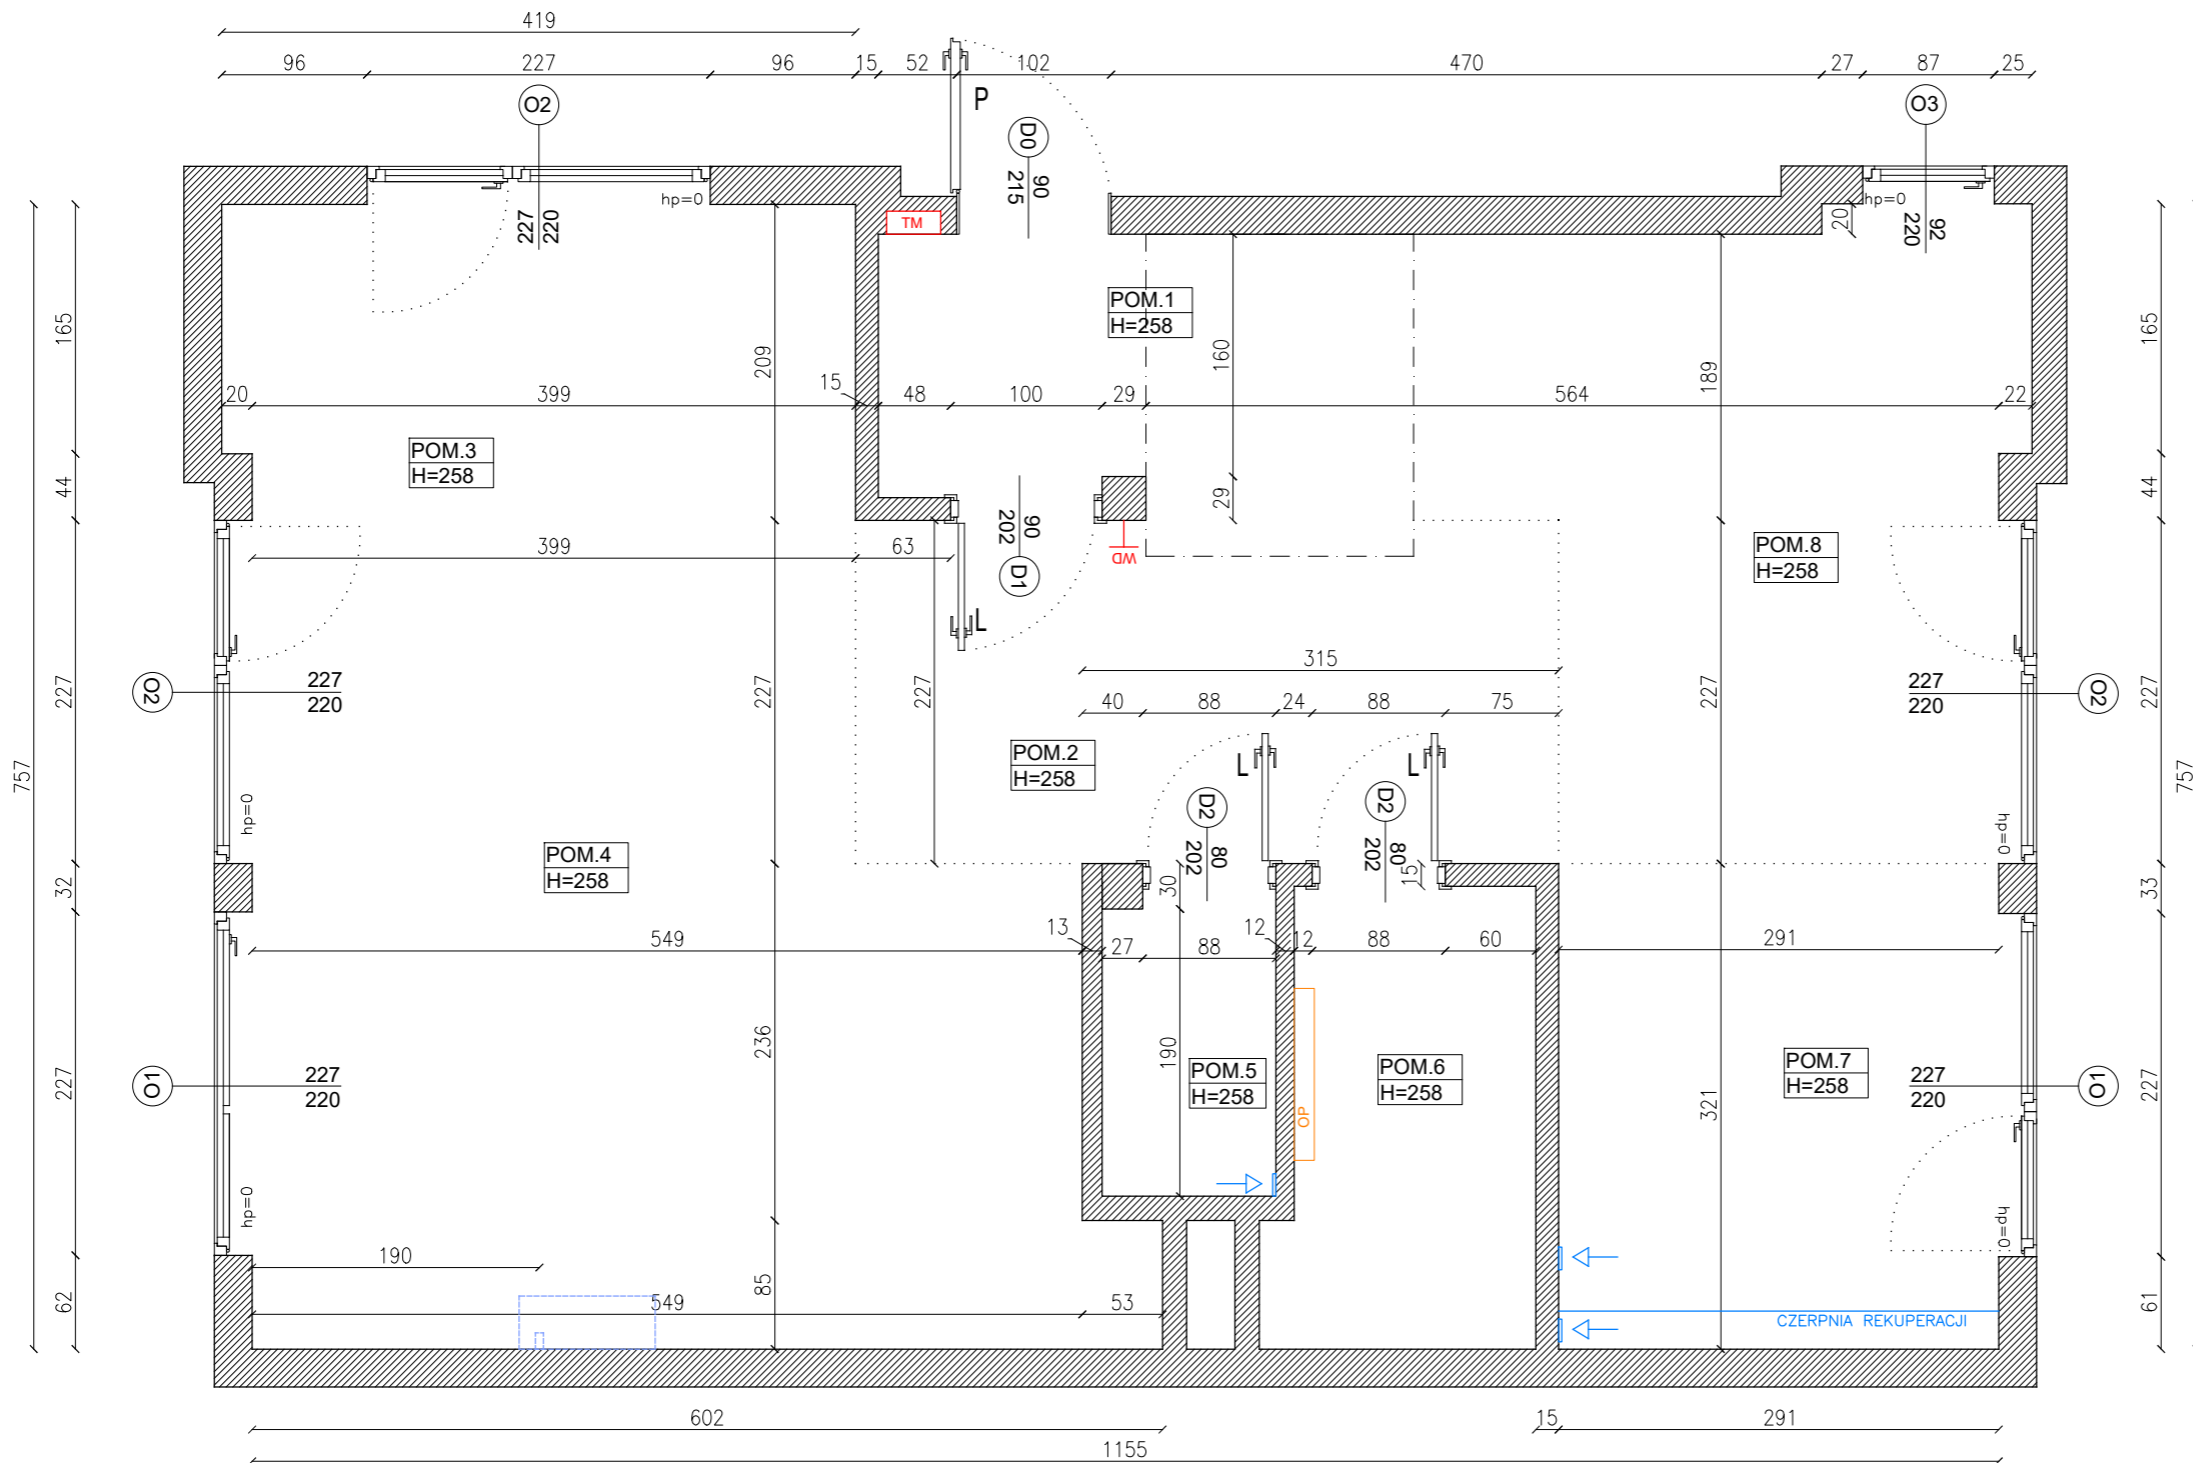 419
96 227 96 15 52 102 470 27 87 25
O2
P
D0
90
215
O3
hp=0
227
220
TM
hp=0
92
220
20
POM.1
H=258
165
209
160
189
165
20 399 15 48 100 29 564 22
POM.3
H=258
44
29
44
90
202
D1
WD
399 63
L
POM.8
H=258
315
227
O2
227
220
227
227
40 88 24 88 75
227
227
220
O2
227
POM.2
H=258
757
757
L
L
D2
80
202
D2
80
202
hp=0
hp=0
POM.4
H=258
32
30
15
33
549 13 27 88 12 12 88 60 291
236
190
POM.5
H=258
POM.6
H=258
POM.7
H=258
O1
227
220
227
321
227
220
O1
227
OP
hp=0
hp=0
190
85
62
549 53
61
CZERPNIA REKUPERACJI
602 15 291
1155